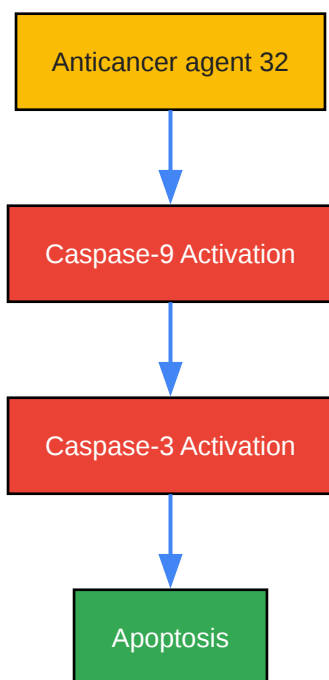 Anticancer agent 32
Caspase-9 Activation
Caspase-3 Activation
Apoptosis